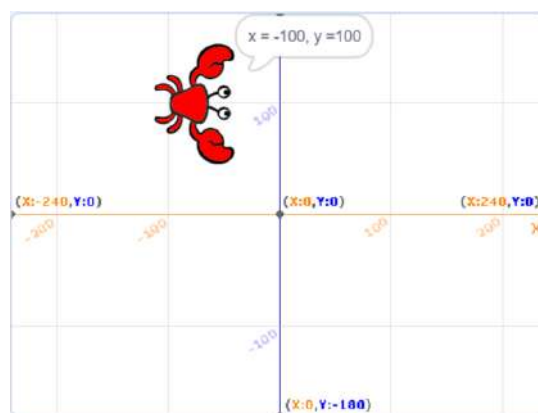 x = -100, y =100
100
(X:-240,Y:0)
(X:0,Y:0)
(X:240,Y:0)
-200
-100
100
200
X
-100
(X:0,Y:-180)